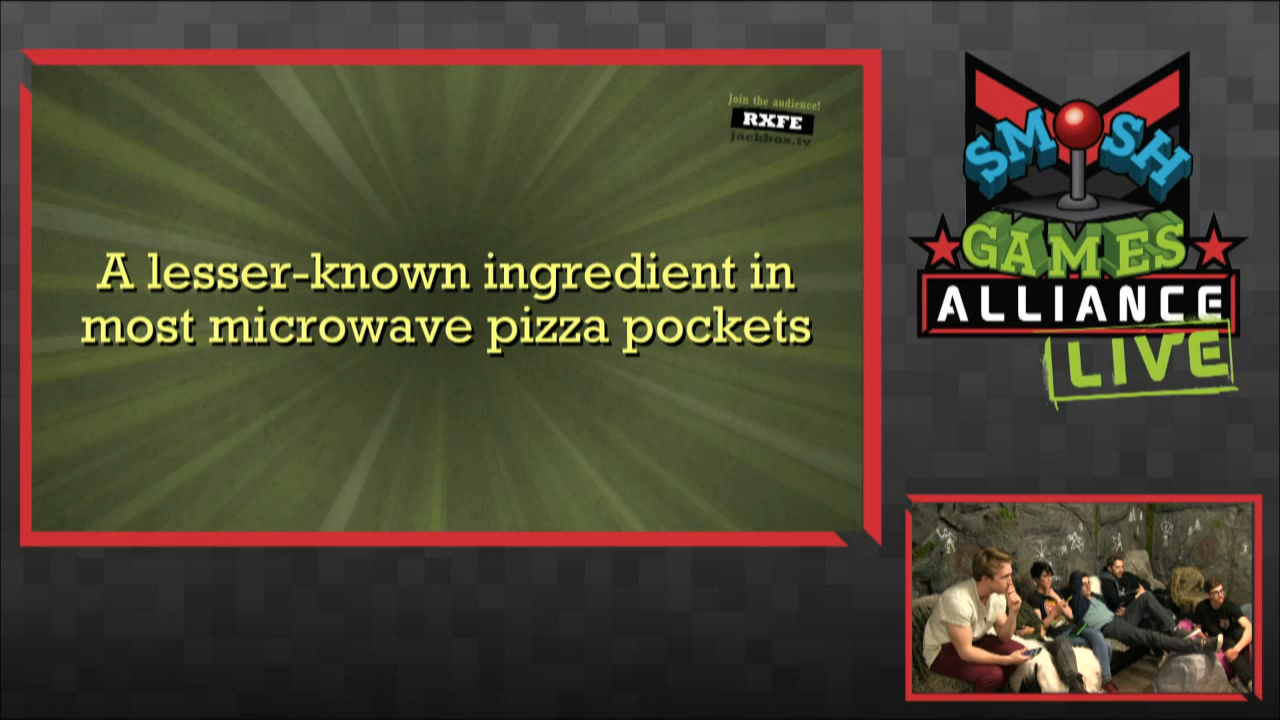 Join the audience!
RXFE
jackbox.tv
A lesser-known ingredient in
most microwave pizza pockets
SMOSH
GAMES
ALLIANCE
LIVE